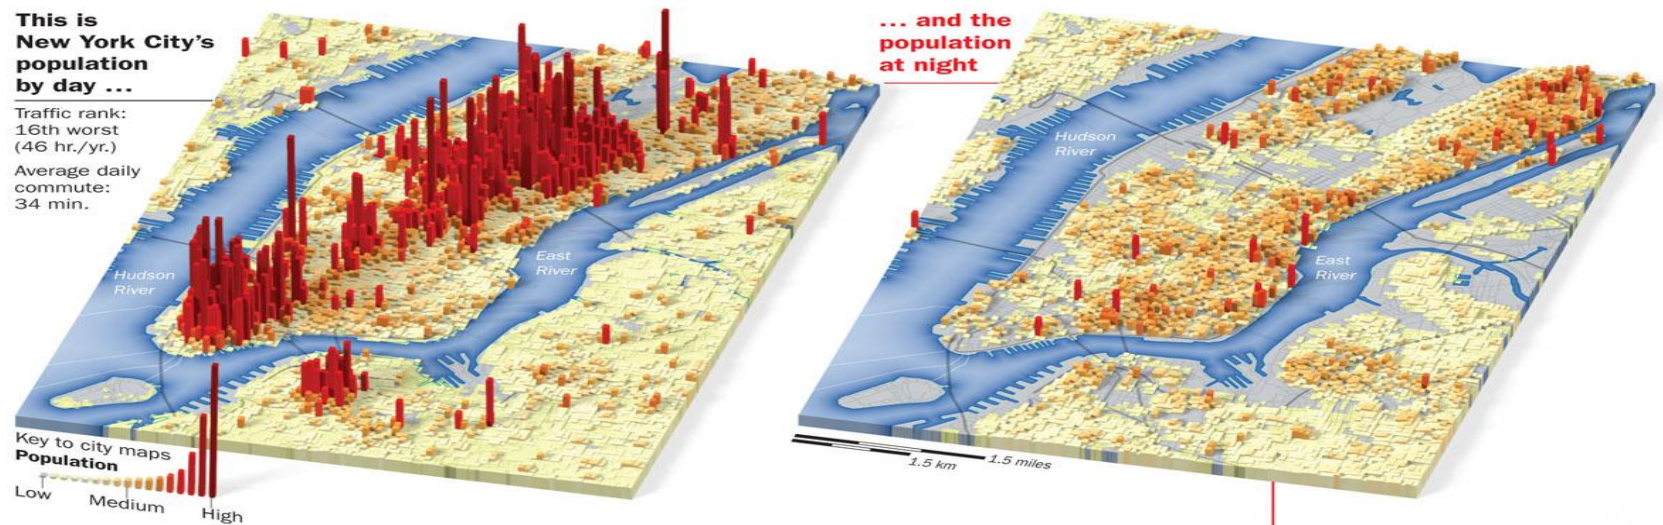 This is
New York City’s
population
by day ...
Traffic rank:
16th worst
(46 hr./yr.)
Average daily
commute:
34 min.
Hudson
River
East
River
Key to city maps
Population
Low
Medium
High
... and the
population
at night
Hudson
River
East
River
1.5 km
1.5 miles